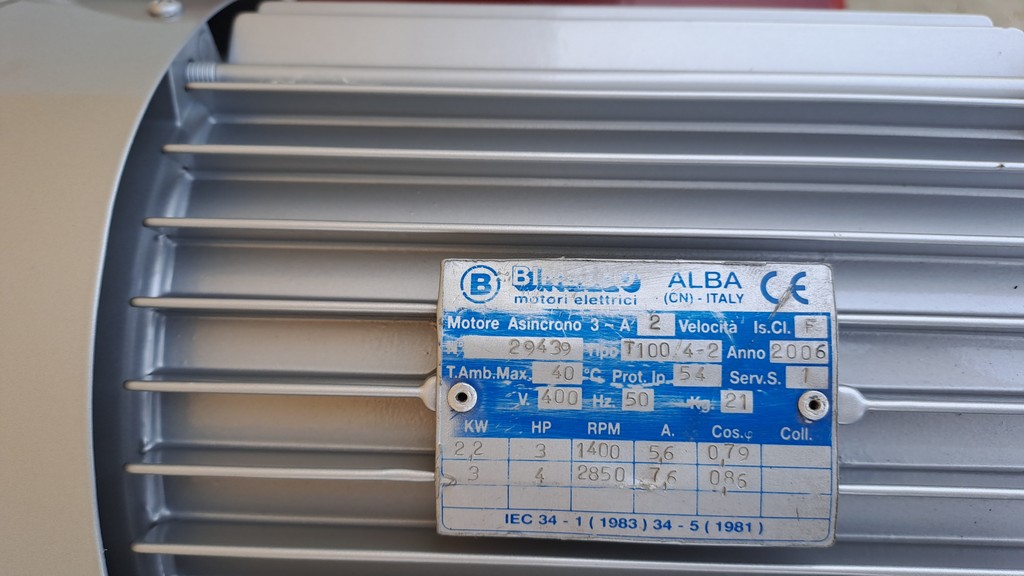 B B
motori elettrici
ALBA
(CN) - ITALY
CE
Motore Asincrono 3 ~ A 2 Velocità Is.Cl. F
29439 Tipo T100/4-2 Anno 2006
T.Amb.Max. 40 °C Prot. Ip. 54 Serv.S. 1
V. 400 Hz. 50 Kg. 21
KW HP RPM A. Cos.φ Coll.
2,2 3 1400 5,6 0,79
3 4 2850 7,6 0,86
IEC 34 - 1 ( 1983 ) 34 - 5 ( 1981 )